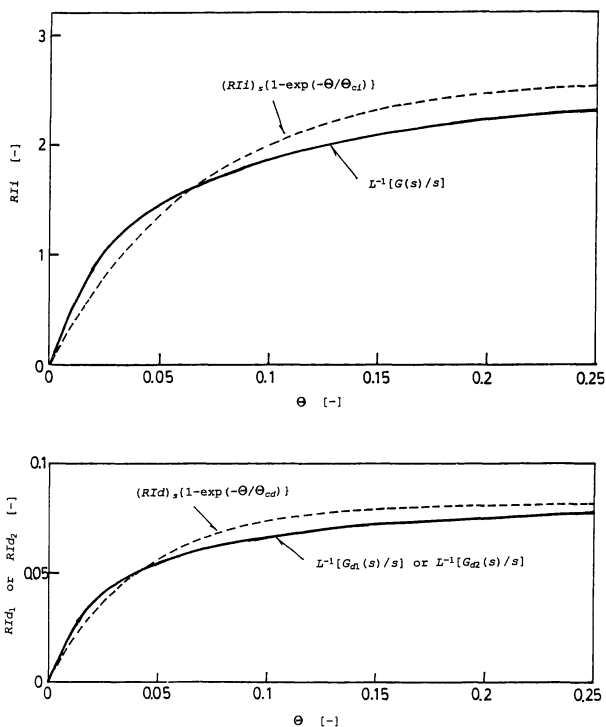 3
(RIi)s{1-exp(-Θ/Θci)}
2
L⁻¹[G(s)/s]
RIi [-]
1
0
0 0.05 0.1 0.15 0.2 0.25
Θ [-]
0.1
(RId)s{1-exp(-Θ/Θcd)}
RId₁ or RId₂ [-]
0.05
L⁻¹[Gd1(s)/s] or L⁻¹[Gd2(s)/s]
0
0 0.05 0.1 0.15 0.2 0.25
Θ [-]